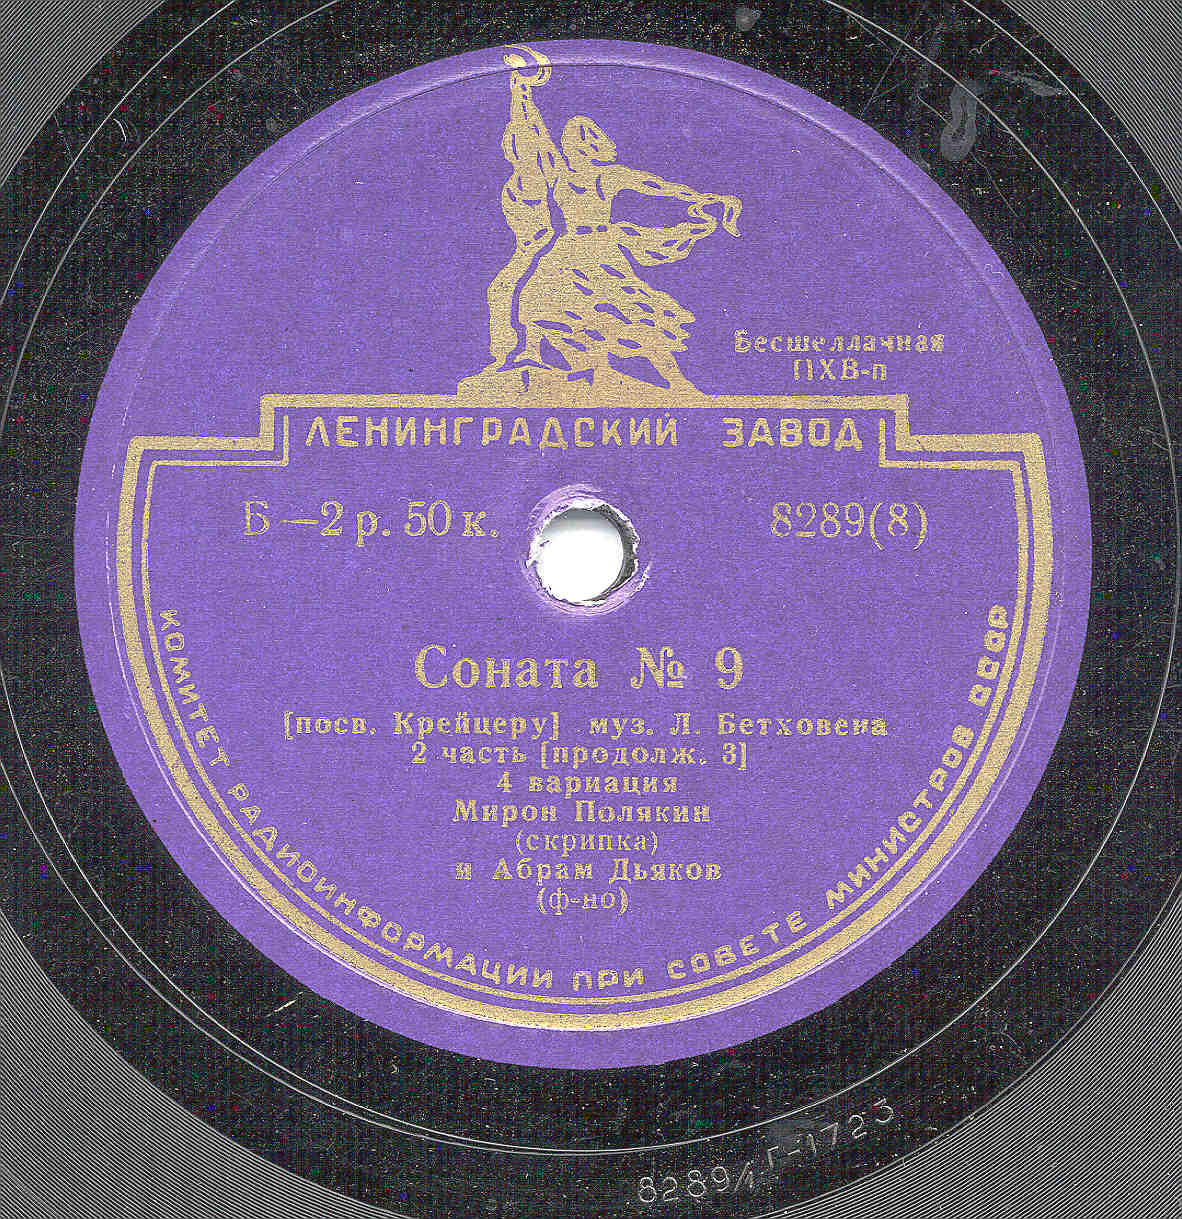 Бесшеллачная
ПХВ-п
ЛЕНИНГРАДСКИЙ ЗАВОД
Б—2 р. 50 к.
8289(8)
Соната № 9
[посв. Крейцеру] муз. Л. Бетховена
2 часть [продолж. 3]
4 вариация
Мирон Полякин
(скрипка)
и Абрам Дьяков
(ф-но)
КОМИТЕТ РАДИОИНФОРМАЦИИ ПРИ СОВЕТЕ МИНИСТРОВ СССР
Г-1723